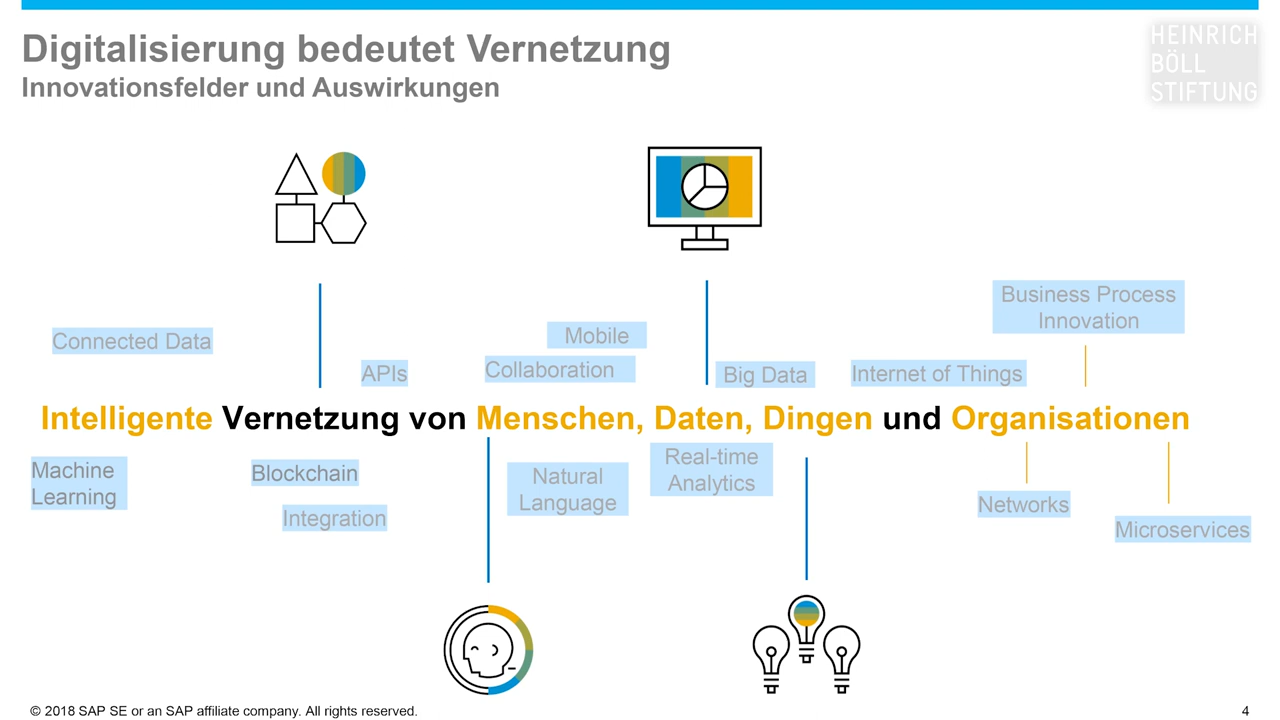 Digitalisierung bedeutet Vernetzung
Innovationsfelder und Auswirkungen
HEINRICH
BÖLL
STIFTUNG
Business Process
Innovation
Connected Data
APIs
Mobile
Collaboration
Big Data
Internet of Things
Intelligente Vernetzung von Menschen, Daten, Dingen und Organisationen
Machine
Learning
Blockchain
Integration
Natural
Language
Real-time
Analytics
Networks
Microservices
© 2018 SAP SE or an SAP affiliate company. All rights reserved.
4